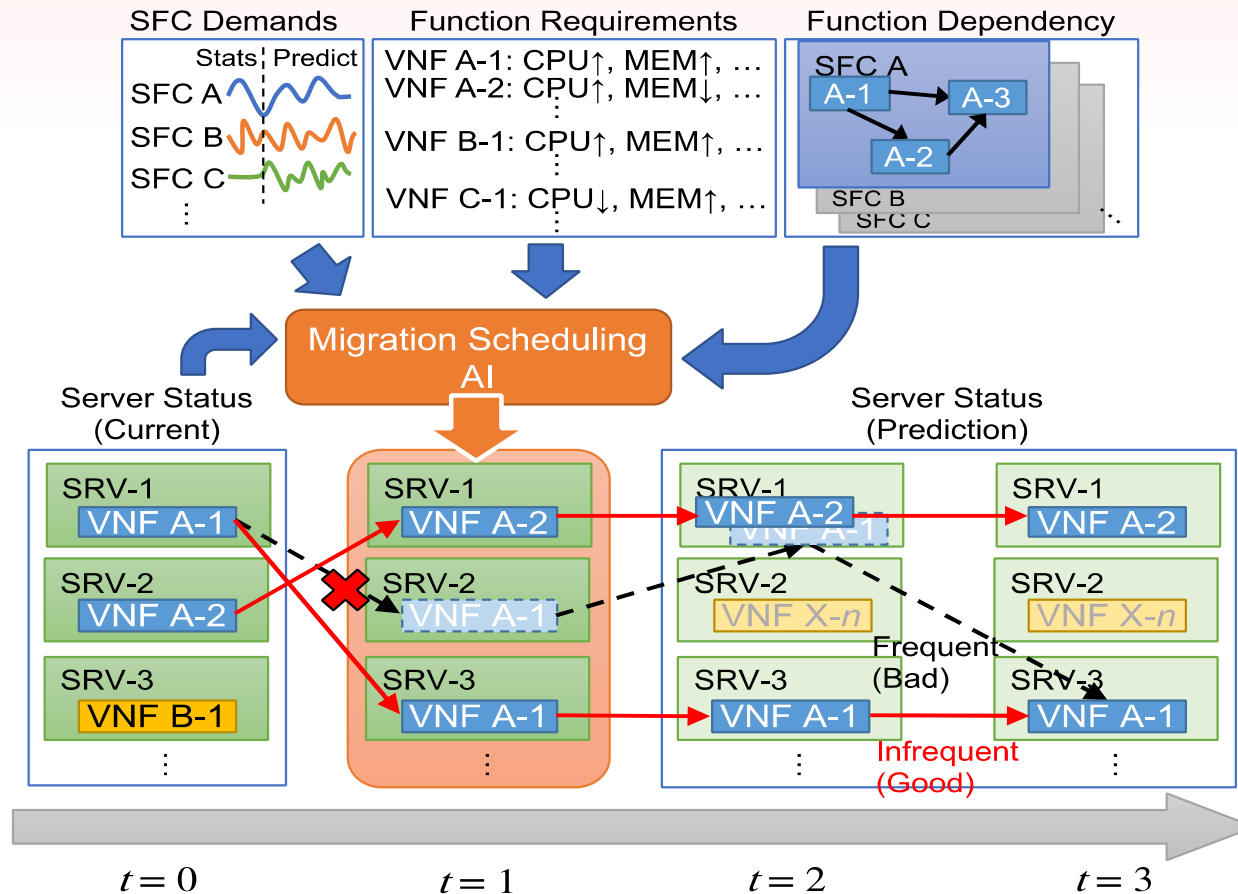 SFC Demands
Stats Predict
SFC A
SFC B
SFC C
⋮
Function Requirements
VNF A-1: CPU↑, MEM↑, …
VNF A-2: CPU↑, MEM↓, …
⋮
VNF B-1: CPU↑, MEM↑, …
⋮
VNF C-1: CPU↓, MEM↑, …
⋮
Function Dependency
SFC A
A-1
A-3
A-2
SFC B
SFC C
⋱
Migration Scheduling
AI
Server Status
(Current)
SRV-1
VNF A-1
SRV-2
VNF A-2
SRV-3
VNF B-1
⋮
SRV-1
VNF A-2
SRV-2
VNF A-1
SRV-3
VNF A-1
⋮
Server Status
(Prediction)
SRV-1
VNF A-2
VNF A-1
SRV-2
VNF X-n
SRV-3
VNF A-1
⋮
Frequent
(Bad)
Infrequent
(Good)
SRV-1
VNF A-2
SRV-2
VNF X-n
SRV-3
VNF A-1
⋮
t = 0
t = 1
t = 2
t = 3